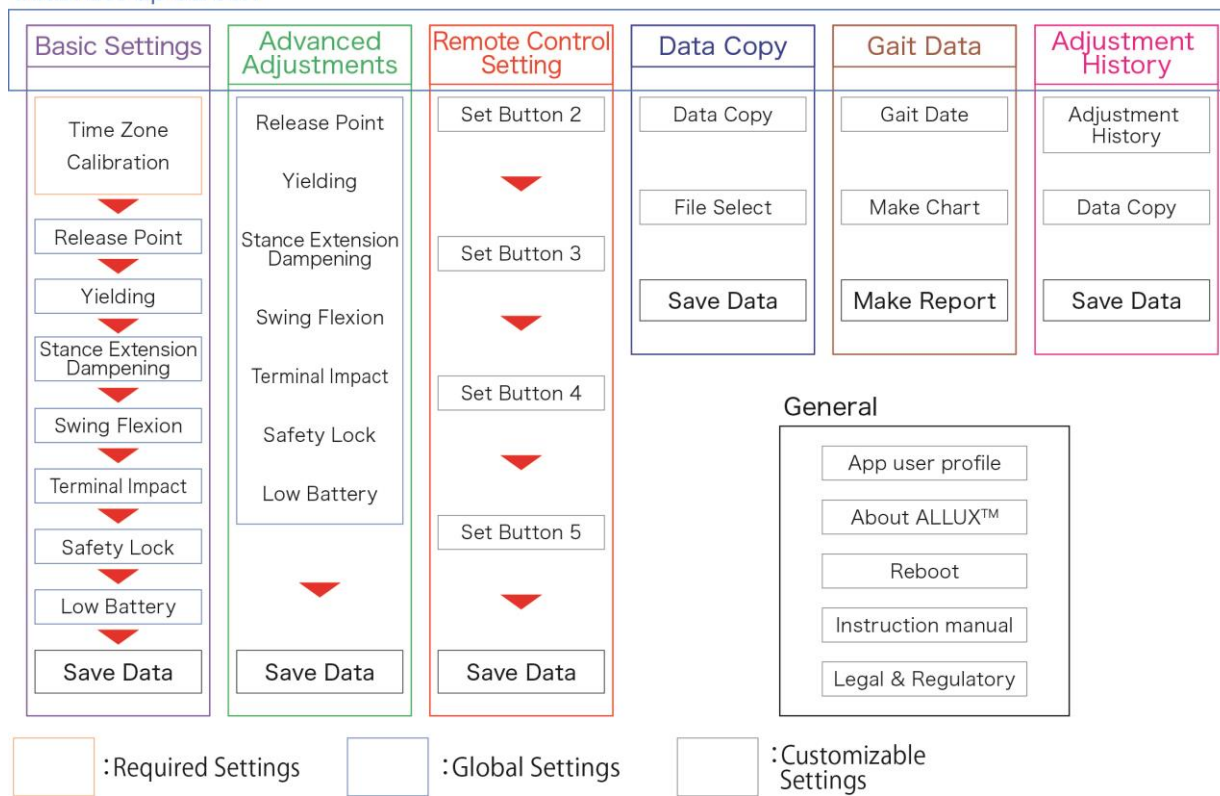 Basic Settings
Time Zone
Calibration
Release Point
Yielding
Stance Extension
Dampening
Swing Flexion
Terminal Impact
Safety Lock
Low Battery
Save Data
Advanced
Adjustments
Release Point
Yielding
Stance Extension
Dampening
Swing Flexion
Terminal Impact
Safety Lock
Low Battery
Save Data
Remote Control
Setting
Set Button 2
Set Button 3
Set Button 4
Set Button 5
Save Data
Data Copy
Data Copy
File Select
Save Data
Gait Data
Gait Date
Make Chart
Make Report
Adjustment
History
Adjustment
History
Data Copy
Save Data
General
App user profile
About ALLUX™
Reboot
Instruction manual
Legal & Regulatory
:Required Settings
:Global Settings
:Customizable
Settings